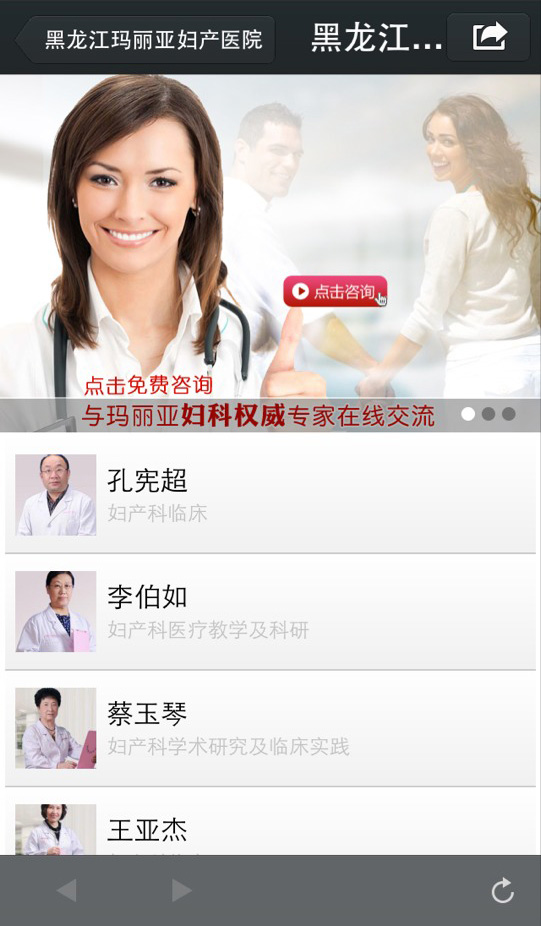 黑龙江玛丽亚妇产医院
黑龙江...
点击咨询
点击免费咨询
与玛丽亚妇科权威专家在线交流
孔宪超
妇产科临床
李伯如
妇产科医疗教学及科研
蔡玉琴
妇产科学术研究及临床实践
王亚杰